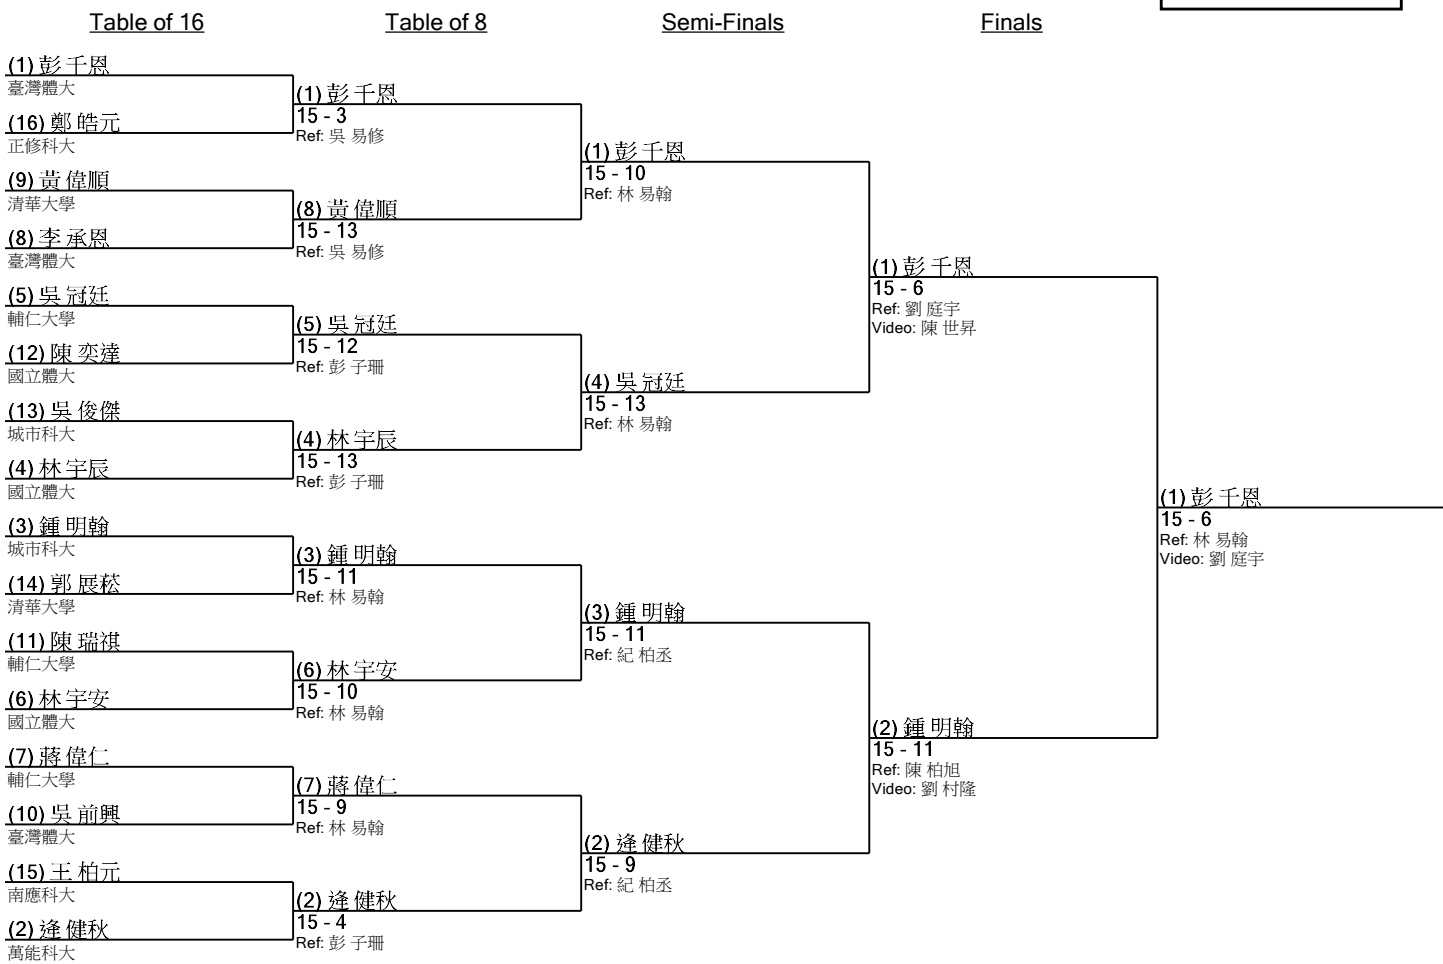 Table of 16
Table of 8
Semi-Finals
Finals
(1) 彭 千恩
臺灣體大
(16) 鄭 皓元
正修科大
(9) 黃 偉順
清華大學
(8) 李 承恩
臺灣體大
(5) 吳 冠廷
輔仁大學
(12) 陳 奕達
國立體大
(13) 吳 俊傑
城市科大
(4) 林 宇辰
國立體大
(3) 鍾 明翰
城市科大
(14) 郭 展菘
清華大學
(11) 陳 瑞祺
輔仁大學
(6) 林 宇安
國立體大
(7) 蔣 偉仁
輔仁大學
(10) 吳 前興
臺灣體大
(15) 王 柏元
南應科大
(2) 逄 健秋
萬能科大
(1) 彭 千恩
15 - 3
Ref: 吳 易修
(8) 黃 偉順
15 - 13
Ref: 吳 易修
(5) 吳 冠廷
15 - 12
Ref: 彭 子珊
(4) 林 宇辰
15 - 13
Ref: 彭 子珊
(3) 鍾 明翰
15 - 11
Ref: 林 易翰
(6) 林 宇安
15 - 10
Ref: 林 易翰
(7) 蔣 偉仁
15 - 9
Ref: 林 易翰
(2) 逄 健秋
15 - 4
Ref: 彭 子珊
(1) 彭 千恩
15 - 10
Ref: 林 易翰
(4) 吳 冠廷
15 - 13
Ref: 林 易翰
(3) 鍾 明翰
15 - 11
Ref: 紀 柏丞
(2) 逄 健秋
15 - 9
Ref: 紀 柏丞
(1) 彭 千恩
15 - 6
Ref: 劉 庭宇
Video: 陳 世昇
(2) 鍾 明翰
15 - 11
Ref: 陳 柏旭
Video: 劉 村隆
(1) 彭 千恩
15 - 6
Ref: 林 易翰
Video: 劉 庭宇